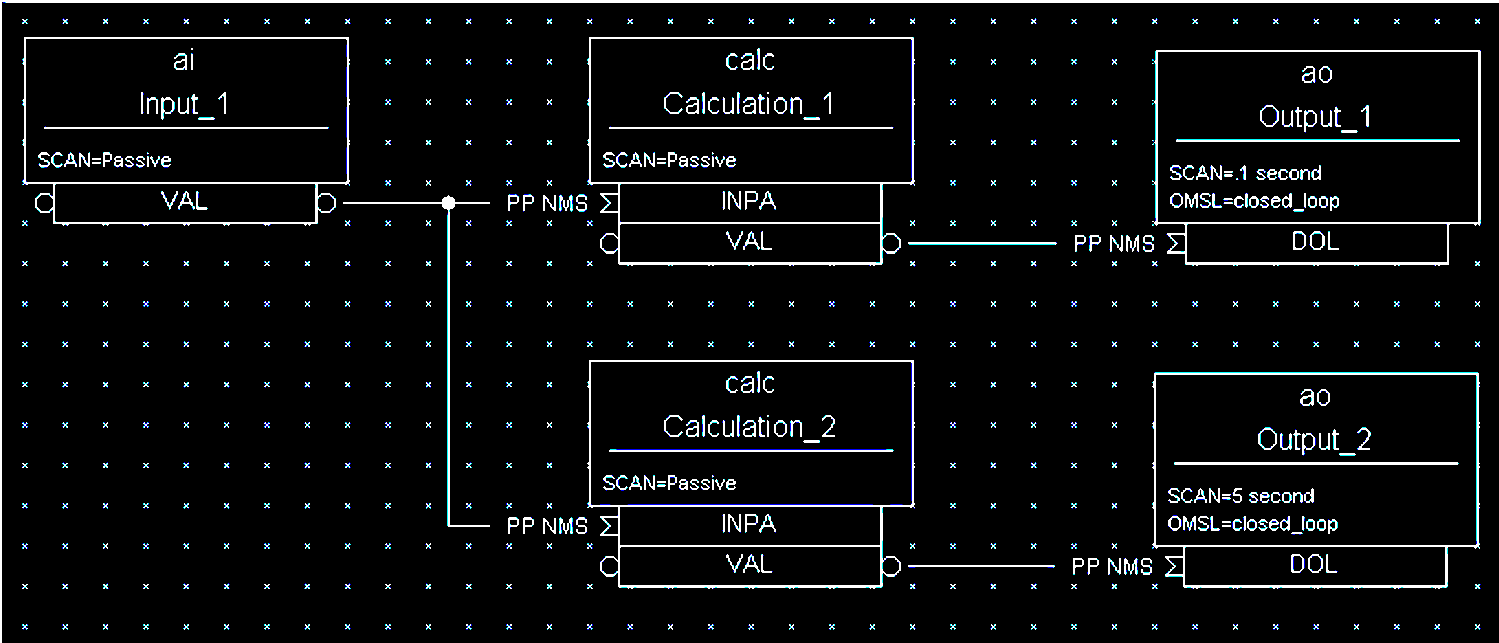 ai
Input_1
SCAN=Passive
VAL
calc
Calculation_1
SCAN=Passive
PP NMS
INPA
VAL
ao
Output_1
SCAN=.1 second
OMSL=closed_loop
PP NMS
DOL
calc
Calculation_2
SCAN=Passive
PP NMS
INPA
VAL
ao
Output_2
SCAN=5 second
OMSL=closed_loop
PP NMS
DOL